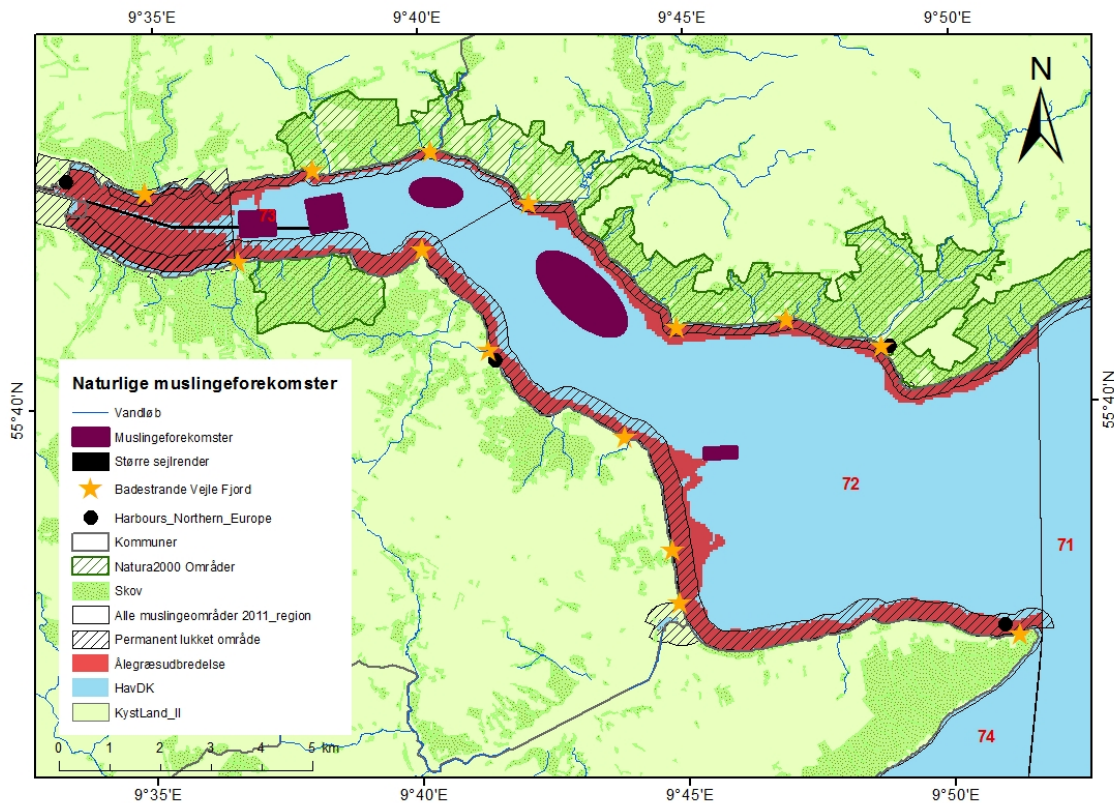 9°35'E 9°40'E 9°45'E 9°50'E
N
73
55°40'N
55°40'N
72
71
74
Naturlige muslingeforekomster
Vandløb
Muslingeforekomster
Større sejlrender
Badestrande Vejle Fjord
Harbours_Northern_Europe
Kommuner
Natura2000 Områder
Skov
Alle muslingeområder 2011_region
Permanent lukket område
Ålegræsudbredelse
HavDK
KystLand_II
0 1 2 3 4 5 km
9°35'E 9°40'E 9°45'E 9°50'E